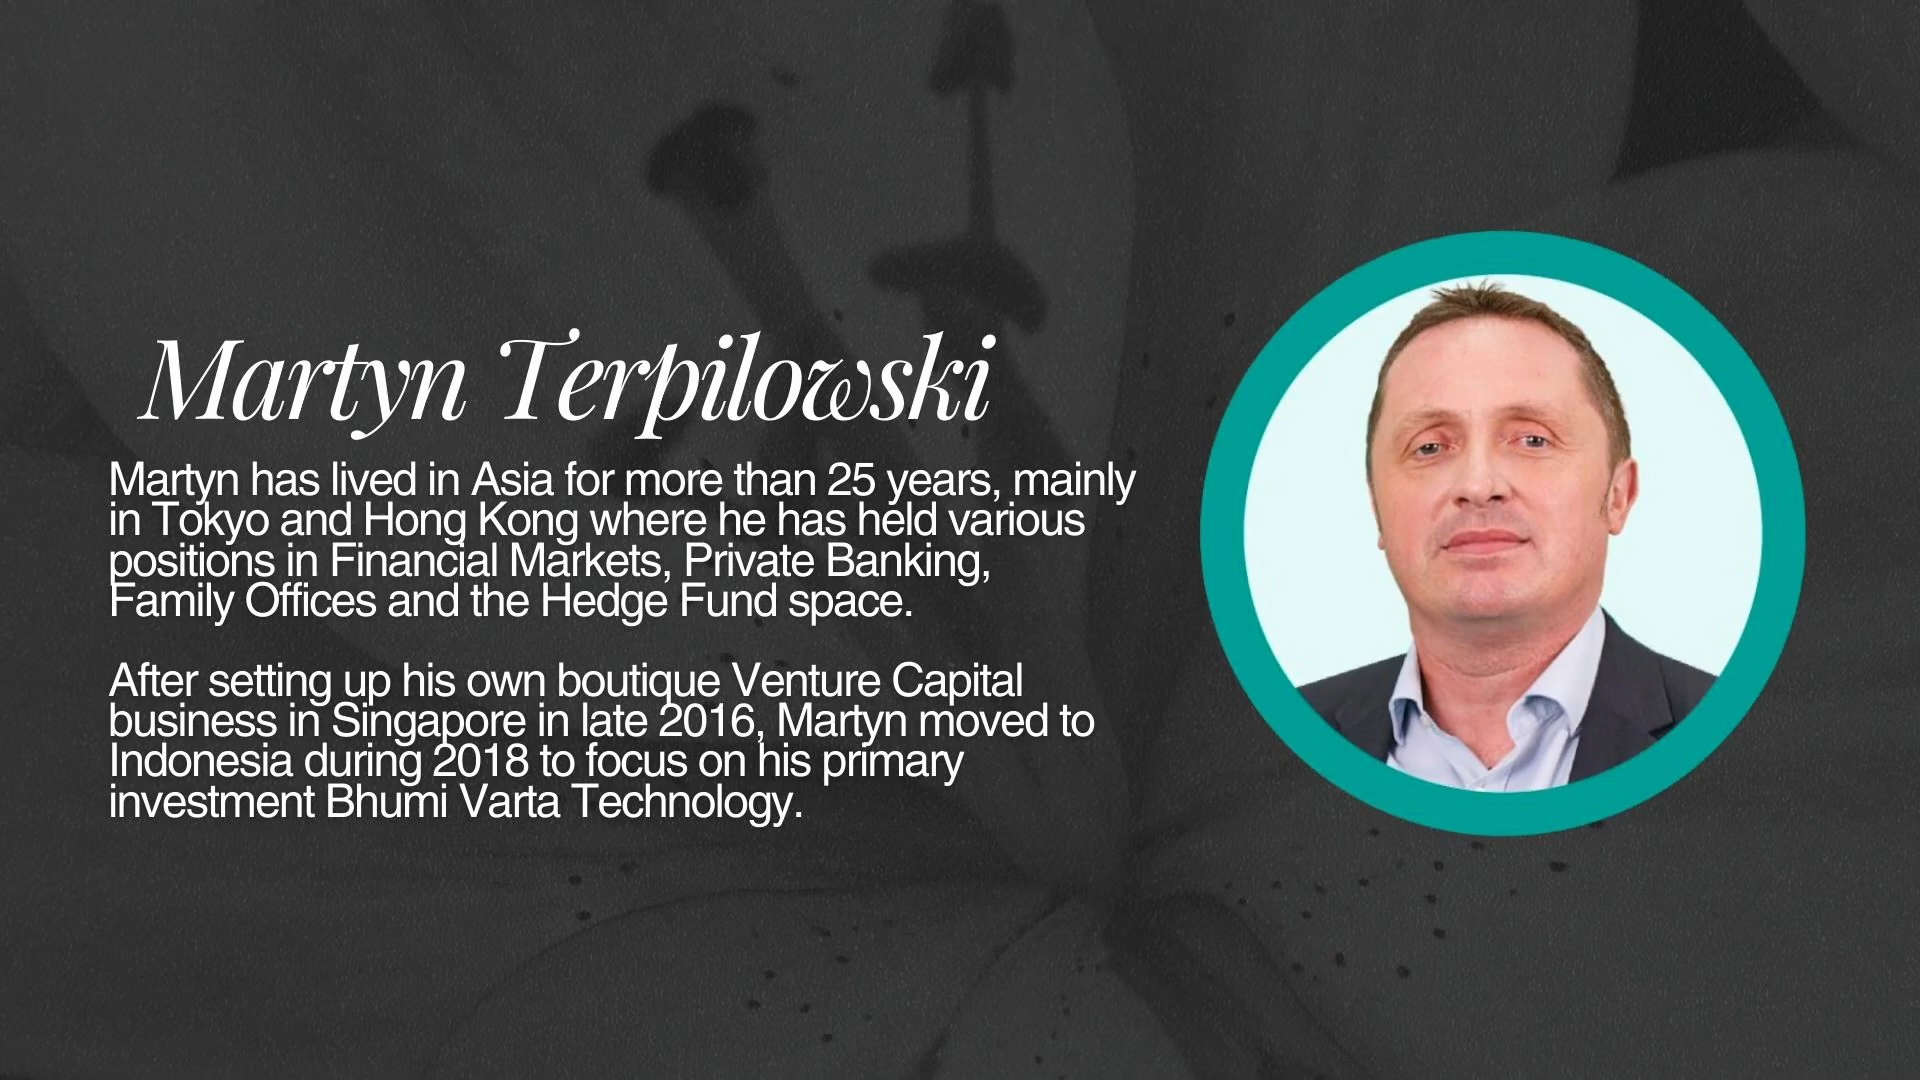 Martyn Terpilowski
Martyn has lived in Asia for more than 25 years, mainly
in Tokyo and Hong Kong where he has held various
positions in Financial Markets, Private Banking,
Family Offices and the Hedge Fund space.
After setting up his own boutique Venture Capital
business in Singapore in late 2016, Martyn moved to
Indonesia during 2018 to focus on his primary
investment Bhumi Varta Technology.